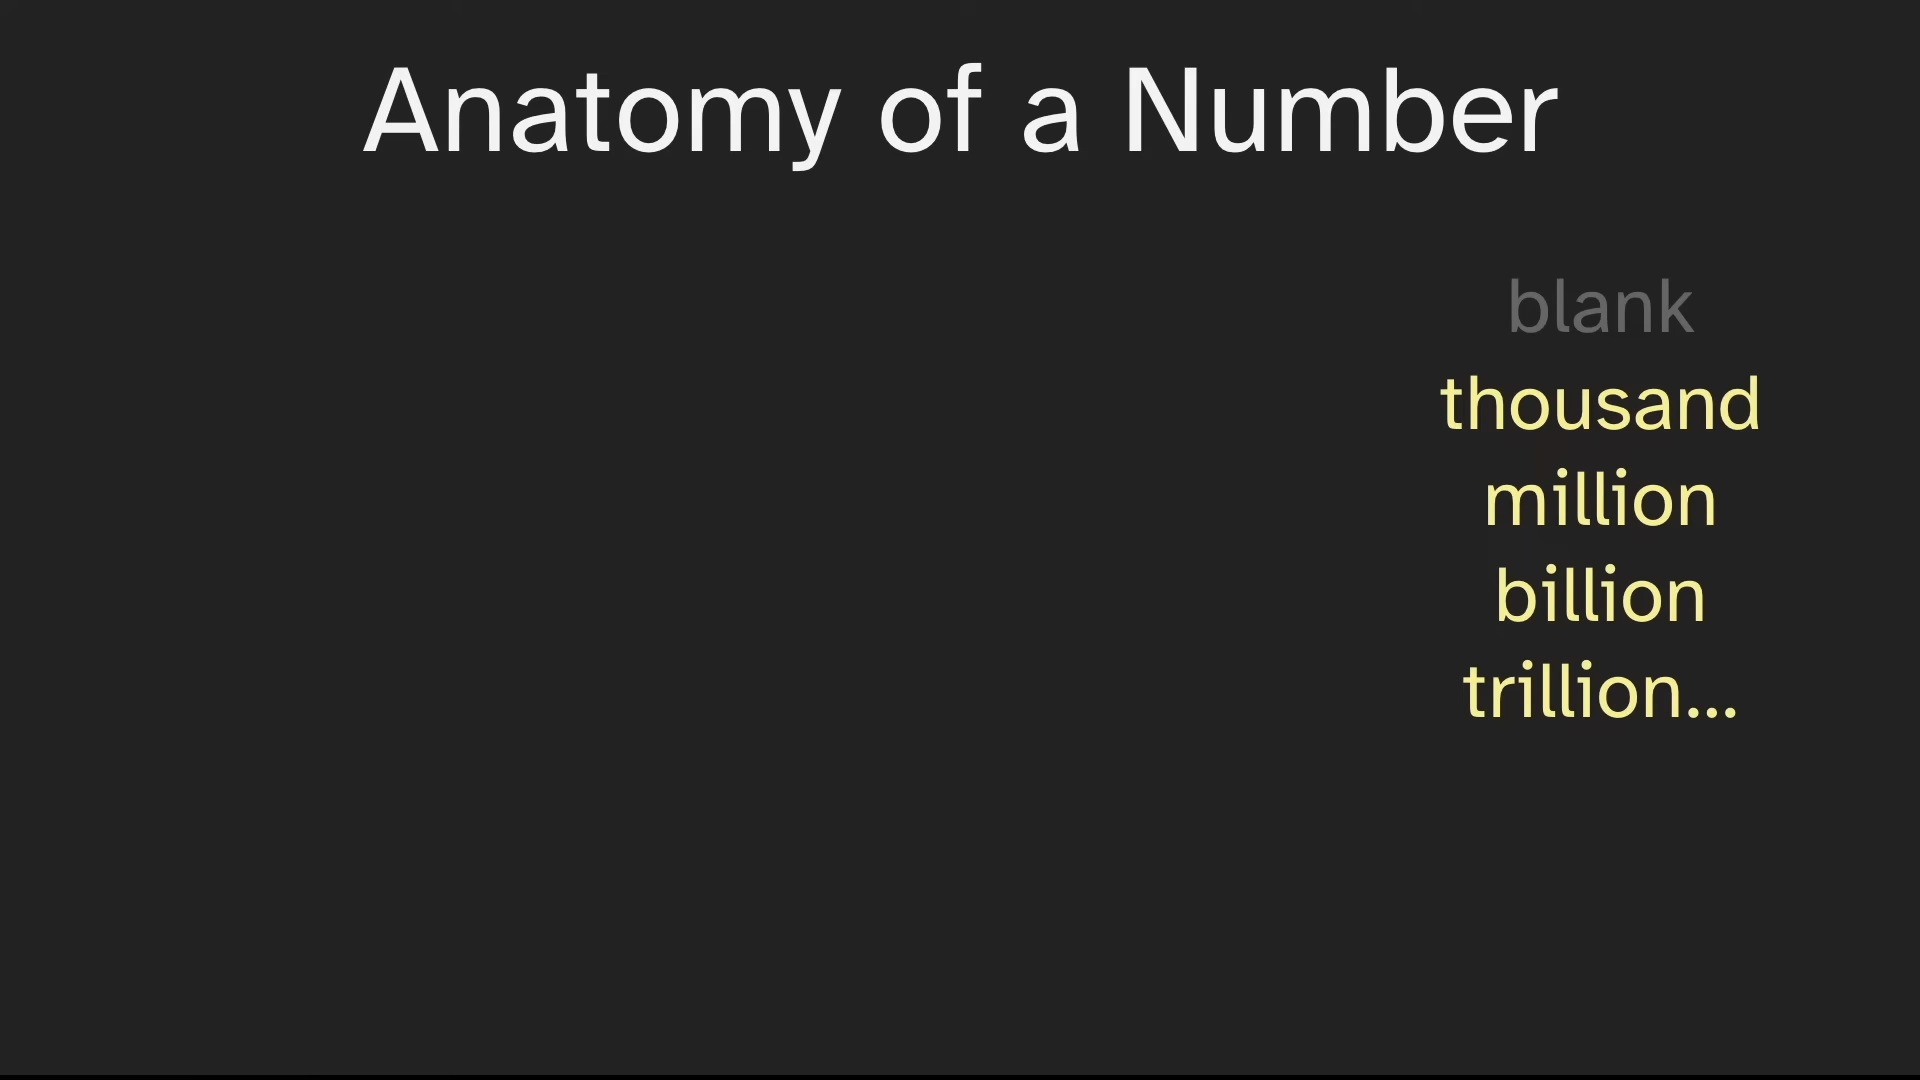 Anatomy of a Number
blank
thousand
million
billion
trillion...